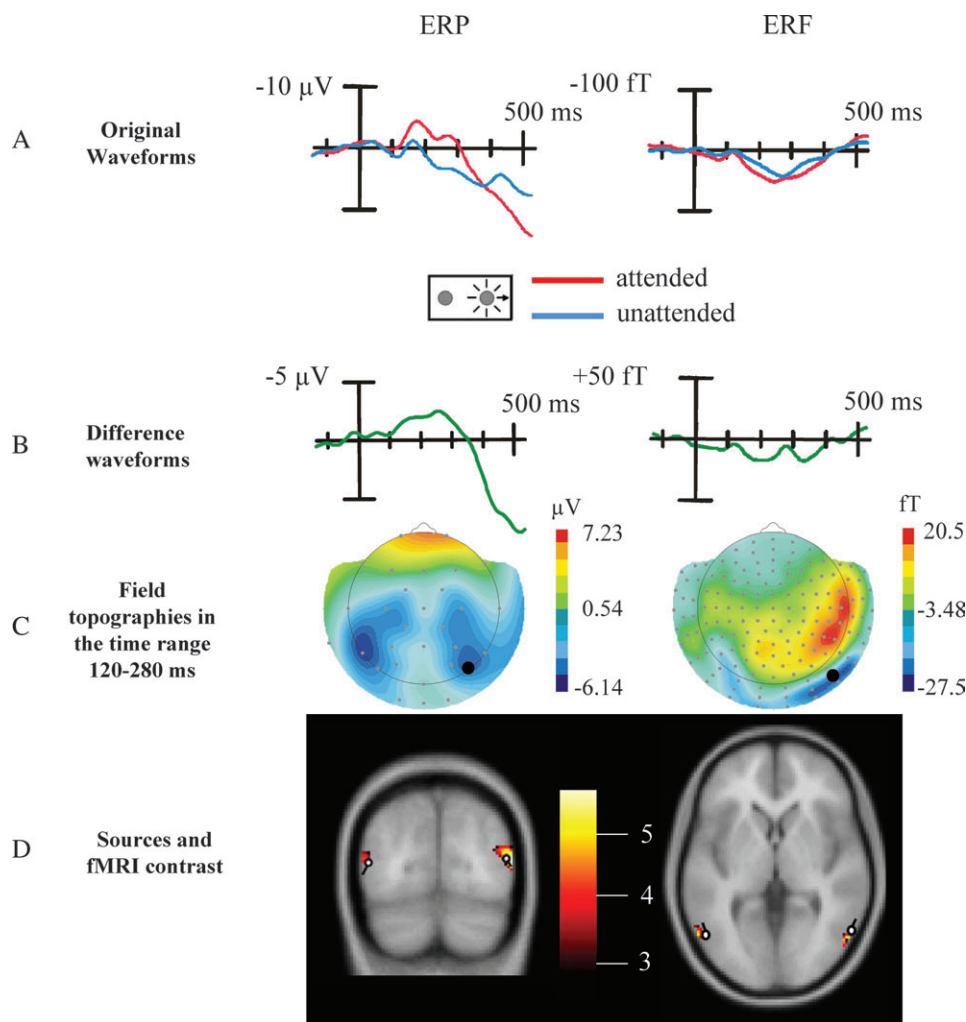 ERP
ERF
A
Original
Waveforms
-10 µV
500 ms
-100 fT
500 ms
attended
unattended
B
Difference
waveforms
-5 µV
500 ms
+50 fT
500 ms
C
Field
topographies in
the time range
120-280 ms
µV
7.23
0.54
-6.14
fT
20.5
-3.48
-27.5
D
Sources and
fMRI contrast
5
4
3